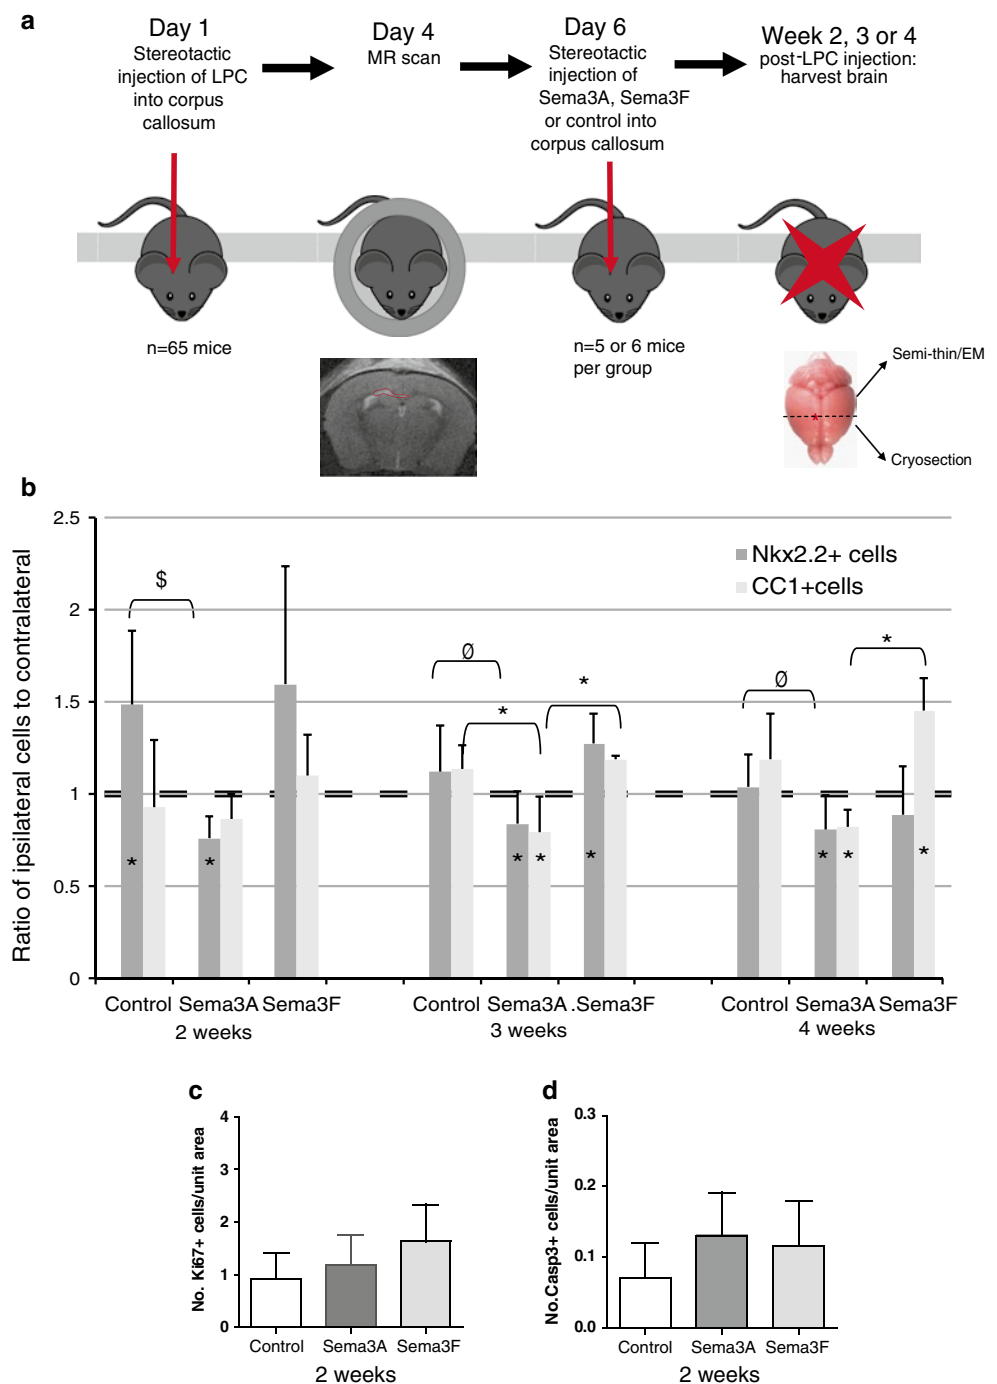 a
Day 1
Stereotactic
injection of LPC
into corpus
callosum
Day 4
MR scan
Day 6
Stereotactic
injection of
Sema3A, Sema3F
or control into
corpus callosum
Week 2, 3 or 4
post-LPC injection:
harvest brain
n=65 mice
n=5 or 6 mice
per group
Semi-thin/EM
*
Cryosection
b
Ratio of ipsilateral cells to contralateral
2.5
2
1.5
1
0.5
0
Nkx2.2+ cells
CC1+cells
$
* *
Ø
*
*
* * *
Ø
*
* * *
Control Sema3A Sema3F
2 weeks
Control Sema3A .Sema3F
3 weeks
Control Sema3A Sema3F
4 weeks
c
No. Ki67+ cells/unit area
4
3
2
1
0
Control Sema3A Sema3F
2 weeks
d
No.Casp3+ cells/unit area
0.3
0.2
0.1
0.0
Control Sema3A Sema3F
2 weeks